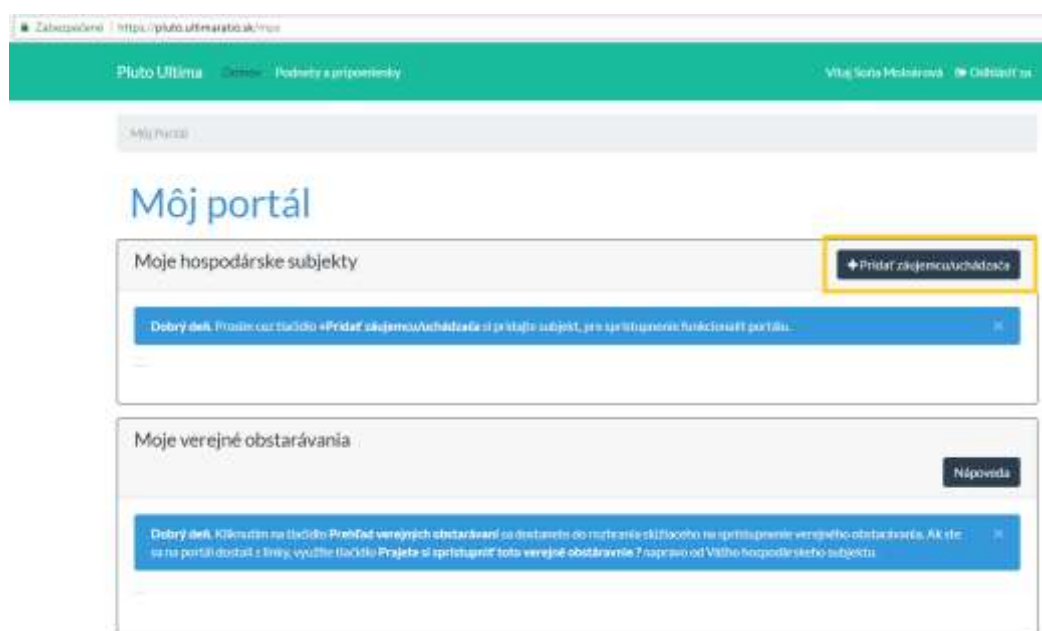 Zabezpečené https://pluto.ultimaratio.sk/
Pluto Ultima Domov Podnety a pripomienky Vitaj Soňa Molnárová Odhlásiť sa
Môj Portál
Môj portál
Moje hospodárske subjekty
+Pridať záujemcu/uchádzača
Dobrý deň. Prosím cez tlačidlo +Pridať záujemcu/uchádzača si pridajte subjekt, pre sprístupnenie funkcionalít portálu. ×
Moje verejné obstarávania
Nápoveda
Dobrý deň. Kliknutím na tlačidlo Prehľad verejných obstarávaní sa dostanete do rozhrania slúžiaceho na sprístupnenie verejného obstarávania. Ak ste ×
sa na portál dostali z linky, využite tlačidlo Prajete si sprístupniť toto verejné obstáravnie ? napravo od Vášho hospodárskeho subjektu.